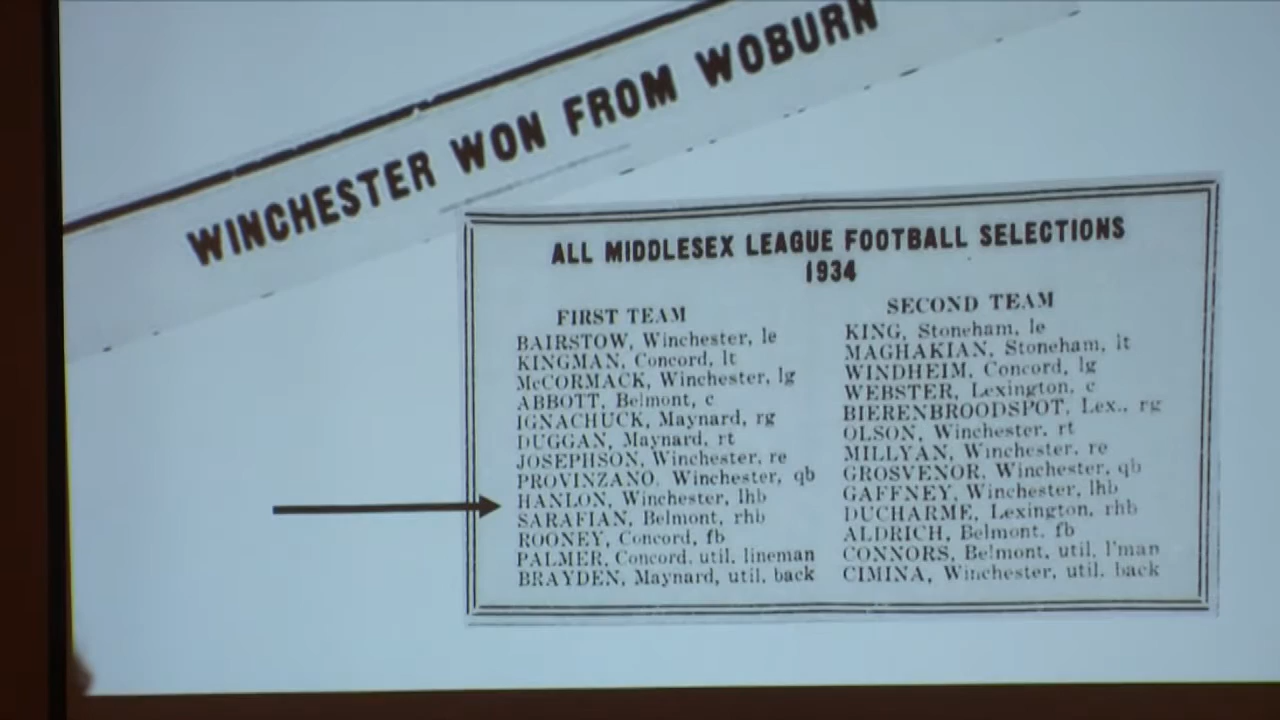 WINCHESTER WON FROM WOBURN
ALL MIDDLESEX LEAGUE FOOTBALL SELECTIONS
1934
FIRST TEAM
BAIRSTOW, Winchester, le
KINGMAN, Concord, lt
McCORMACK, Winchester, lg
ABBOTT, Belmont, c
IGNACHUCK, Maynard, rg
DUGGAN, Maynard, rt
JOSEPHSON, Winchester, re
PROVINZANO, Winchester, qb
HANLON, Winchester, lhb
SARAFIAN, Belmont, rhb
ROONEY, Concord, fb
PALMER, Concord, util. lineman
BRAYDEN, Maynard, util. back
SECOND TEAM
KING, Stoneham, le
MAGHAKIAN, Stoneham, lt
WINDHEIM, Concord, lg
WEBSTER, Lexington, c
BIERENBROODSPOT, Lex., rg
OLSON, Winchester, rt
MILLYAN, Winchester, re
GROSVENOR, Winchester, qb
GAFFNEY, Winchester, lhb
DUCHARME, Lexington, rhb
ALDRICH, Belmont, fb
CONNORS, Belmont, util. l'man
CIMINA, Winchester, util. back